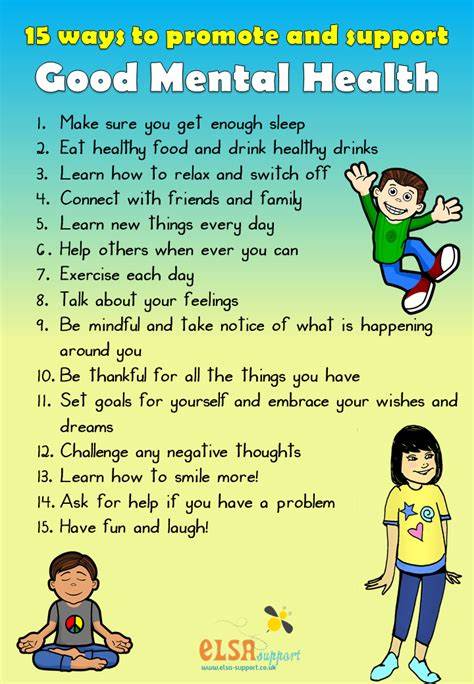 15 ways to promote and support
Good Mental Health
1. Make sure you get enough sleep
2. Eat healthy food and drink healthy drinks
3. Learn how to relax and switch off
4. Connect with friends and family
5. Learn new things every day
6. Help others when ever you can
7. Exercise each day
8. Talk about your feelings
9. Be mindful and take notice of what is happening
around you
10. Be thankful for all the things you have
11. Set goals for yourself and embrace your wishes and
dreams
12. Challenge any negative thoughts
13. Learn how to smile more!
14. Ask for help if you have a problem
15. Have fun and laugh!
ELSA support
www.elsa-support.co.uk